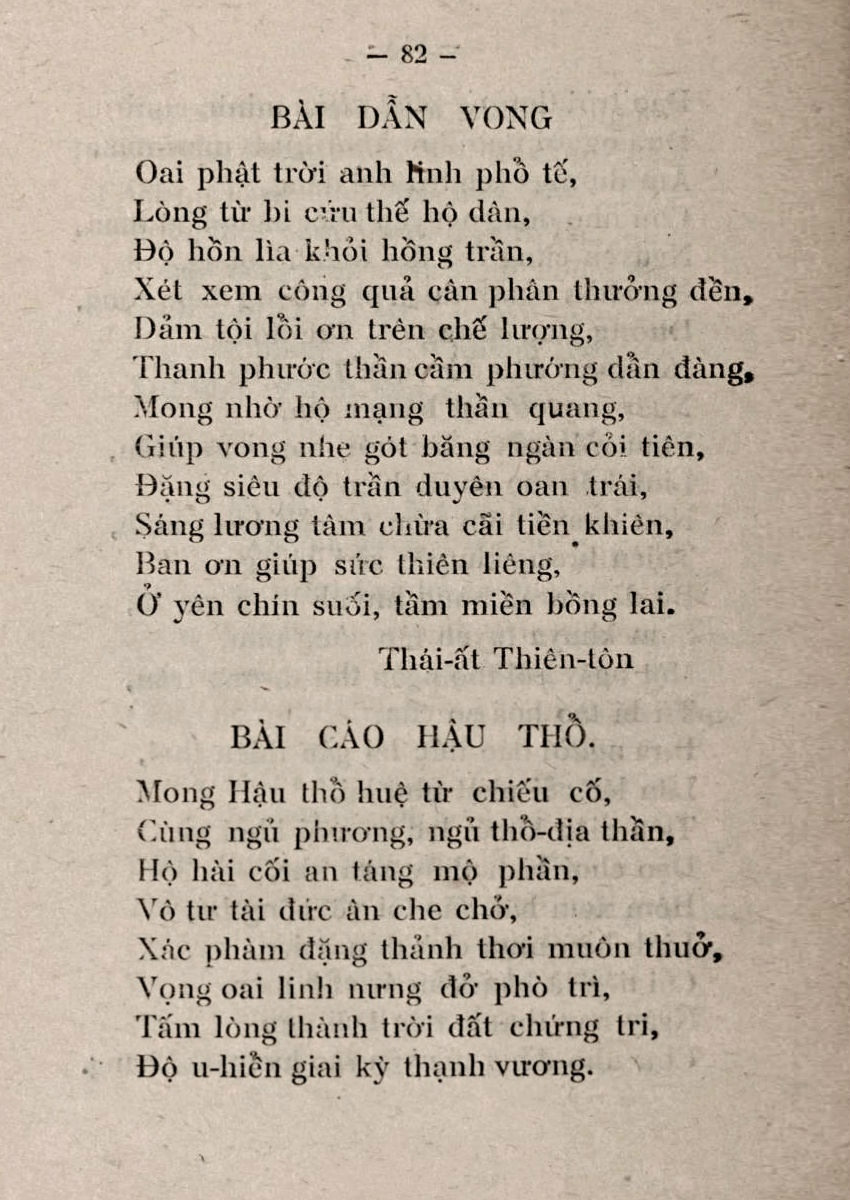 — 82 —
BÀI DẪN VONG
Oai phật trời anh linh phổ tế,
Lòng từ bi cứu thế hộ dân,
Độ hồn lìa khỏi hồng trần,
Xét xem công quả cân phân thưởng đền,
Dảm tội lồi ơn trên chế lượng,
Thanh phước thần cầm phướng dẩn đàng,
Mong nhờ hộ mạng thần quang,
Giúp vong nhe gót băng ngàn cỏi tiên,
Đặng siêu độ trần duyên oan trái,
Sáng lương tâm chừa cãi tiền khiên,
Ban ơn giúp sức thiên liêng,
Ở yên chín suối, tầm miền bồng lai.
Thái-ất Thiên-tôn
BÀI CÁO HẬU THỔ.
Mong Hậu thổ huệ từ chiếu cố,
Cùng ngủ phương, ngủ thổ-địa thần,
Hộ hài cối an táng mộ phần,
Vô tư tài đức ân che chở,
Xác phàm đặng thảnh thơi muôn thuở,
Vọng oai linh nưng đở phò trì,
Tấm lòng thành trời đất chứng tri,
Độ u-hiền giai kỳ thạnh vương.